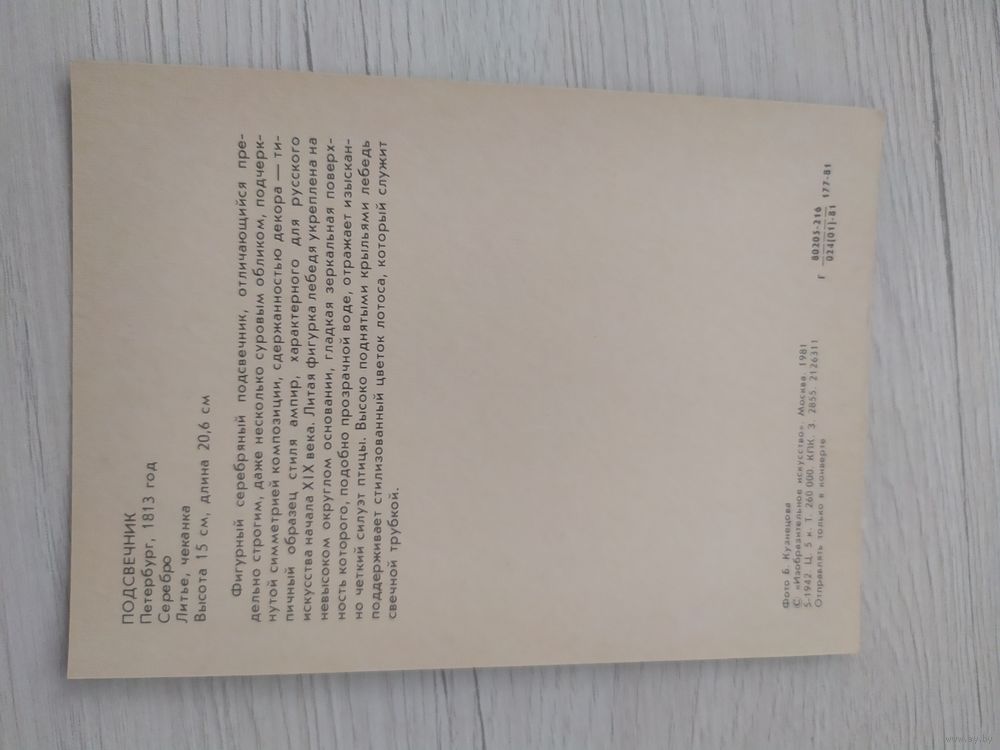 ПОДСВЕЧНИК
Петербург, 1813 год
Серебро
Литье, чеканка
Высота 15 см, длина 20,6 см
Фигурный серебряный подсвечник, отличающийся пре-
дельно строгим, даже несколько суровым обликом, подчерк-
нутой симметрией композиции, сдержанностью декора — ти-
пичный образец стиля ампир, характерного для русского
искусства начала XIX века. Литая фигурка лебедя укреплена на
невысоком округлом основании, гладкая зеркальная поверх-
ность которого, подобно прозрачной воде, отражает изыскан-
но четкий силуэт птицы. Высоко поднятыми крыльями лебедь
поддерживает стилизованный цветок лотоса, который служит
свечной трубкой.
Фото Б. Кузнецова
© «Изобразительное искусство». Москва. 1981
5-1942. Ц. 5 к. Т. 260 000. КПК. З. 2855. 2126311
Отправлять только в конверте
Г 80205-216 177-81
024(01)-81
www.ay.by